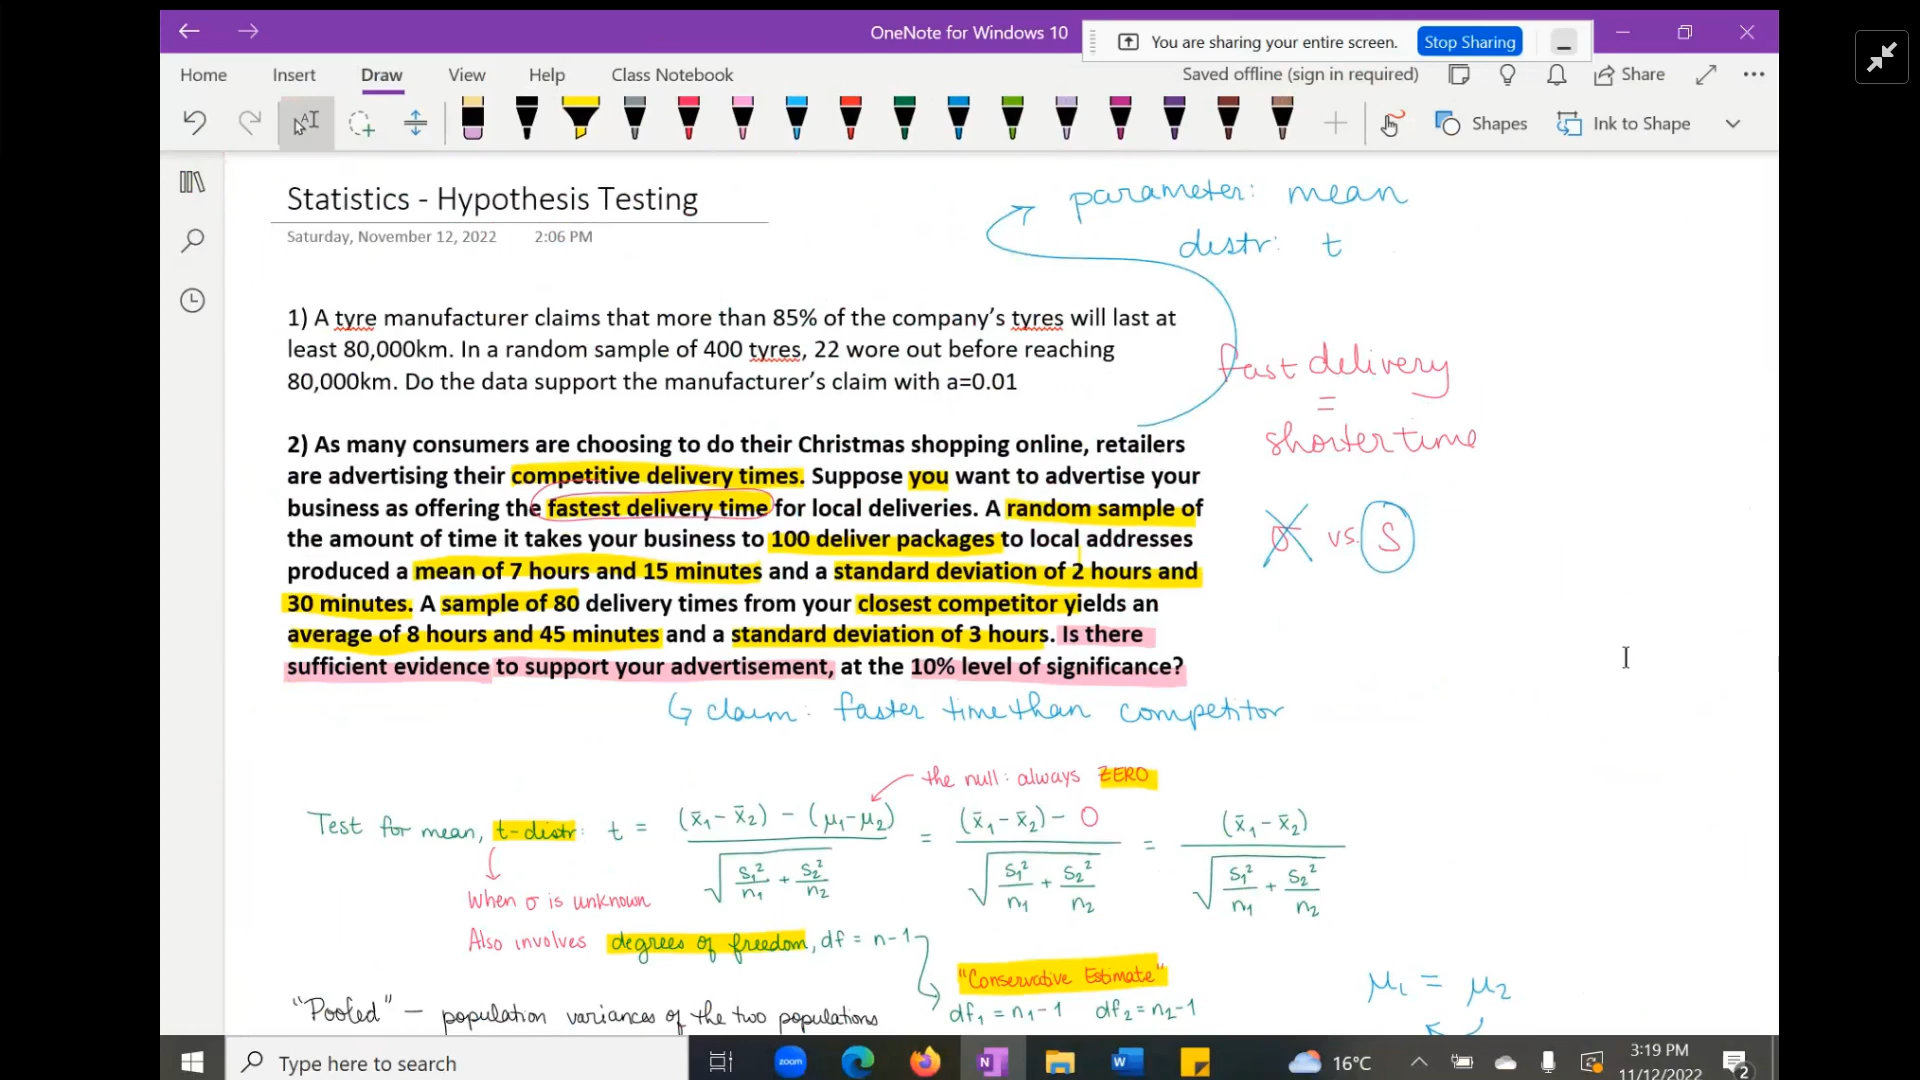 OneNote for Windows 10
You are sharing your entire screen.
Stop Sharing
Home
Insert
Draw
View
Help
Class Notebook
Saved offline (sign in required)
Share
Shapes
Ink to Shape
Statistics - Hypothesis Testing
Saturday, November 12, 2022 2:06 PM
parameter: mean
distr: t
1) A tyre manufacturer claims that more than 85% of the company's tyres will last at
least 80,000km. In a random sample of 400 tyres, 22 wore out before reaching
80,000km. Do the data support the manufacturer's claim with a=0.01
fast delivery
=
shorter time
2) As many consumers are choosing to do their Christmas shopping online, retailers
are advertising their competitive delivery times. Suppose you want to advertise your
business as offering the fastest delivery time for local deliveries. A random sample of
the amount of time it takes your business to 100 deliver packages to local addresses
produced a mean of 7 hours and 15 minutes and a standard deviation of 2 hours and
30 minutes. A sample of 80 delivery times from your closest competitor yields an
average of 8 hours and 45 minutes and a standard deviation of 3 hours. Is there
sufficient evidence to support your advertisement, at the 10% level of significance?
σ vs. S
↳ claim: faster time than competitor
the null: always ZERO
Test for mean, t-distr: t = (x̄₁ - x̄₂) - (μ₁-μ₂) / √(S₁²/n₁ + S₂²/n₂) = (x̄₁ - x̄₂) - 0 / √(S₁²/n₁ + S₂²/n₂) = (x̄₁ - x̄₂) / √(S₁²/n₁ + S₂²/n₂)
When σ is unknown
Also involves degrees of freedom, df = n-1
"Conservative Estimate"
df₁ = n₁-1 df₂ = n₂-1
μ₁ = μ₂
"Pooled" — population variances of the two populations
Type here to search
zoom
16°C
3:19 PM
11/12/2022
2